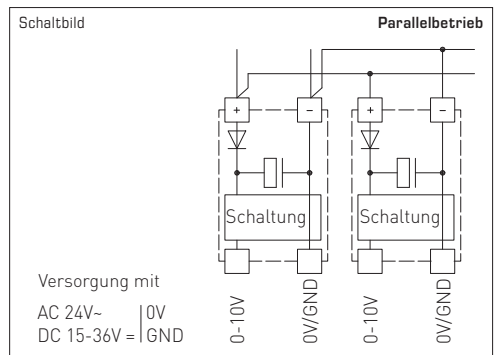 Schaltbild
Parallelbetrieb
+ – + –
Schaltung Schaltung
Versorgung mit
AC 24V~ 0V
DC 15-36V = GND
0-10V
0V/GND
0-10V
0V/GND